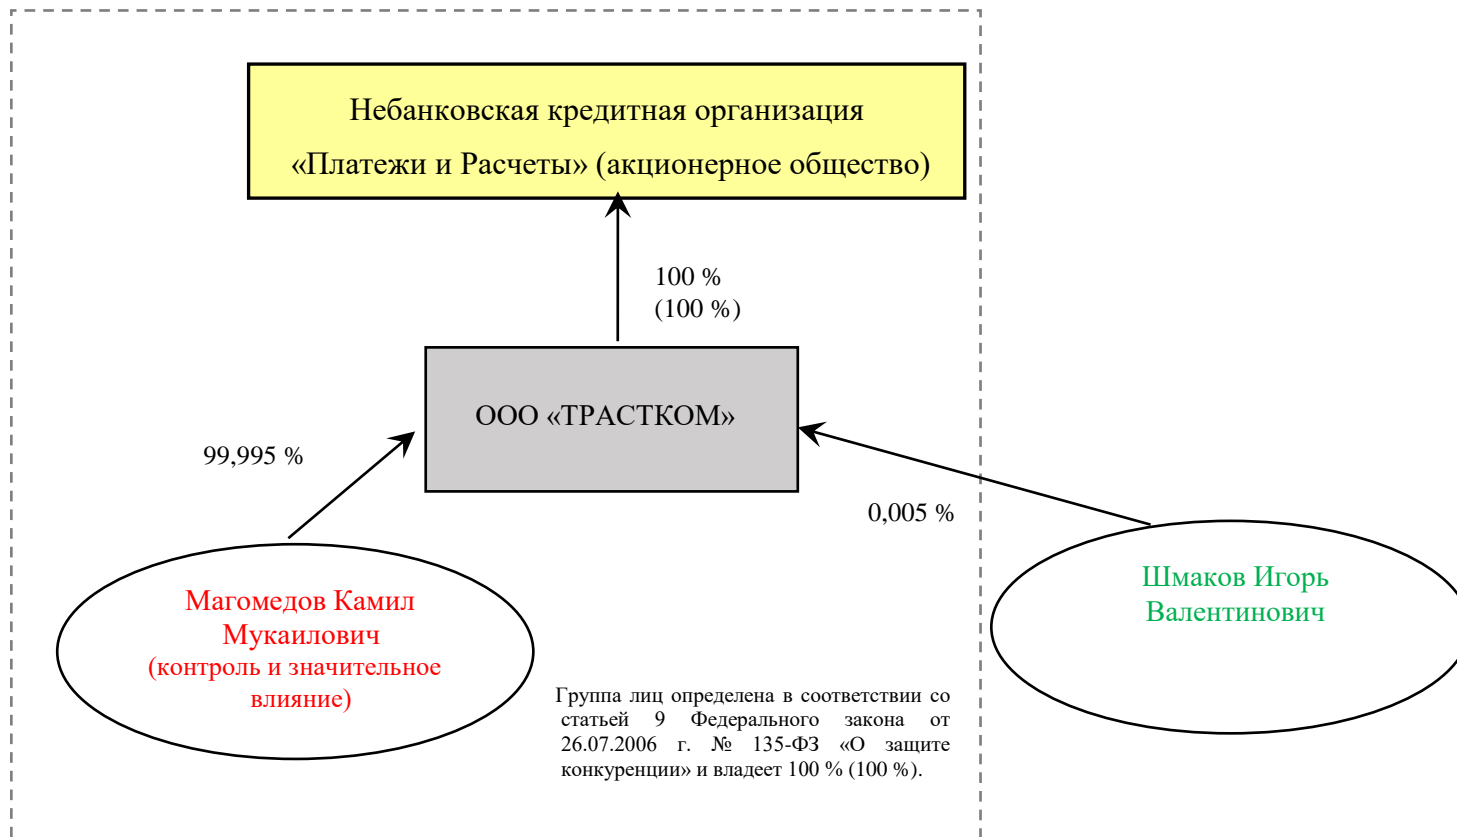 Небанковская кредитная организация
«Платежи и Расчеты» (акционерное общество)
100 %
(100 %)
ООО «ТРАСТКОМ»
99,995 %
0,005 %
Магомедов Камил
Мукаилович
(контроль и значительное
влияние)
Шмаков Игорь
Валентинович
Группа лиц определена в соответствии со
статьей 9 Федерального закона от
26.07.2006 г. № 135-ФЗ «О защите
конкуренции» и владеет 100 % (100 %).